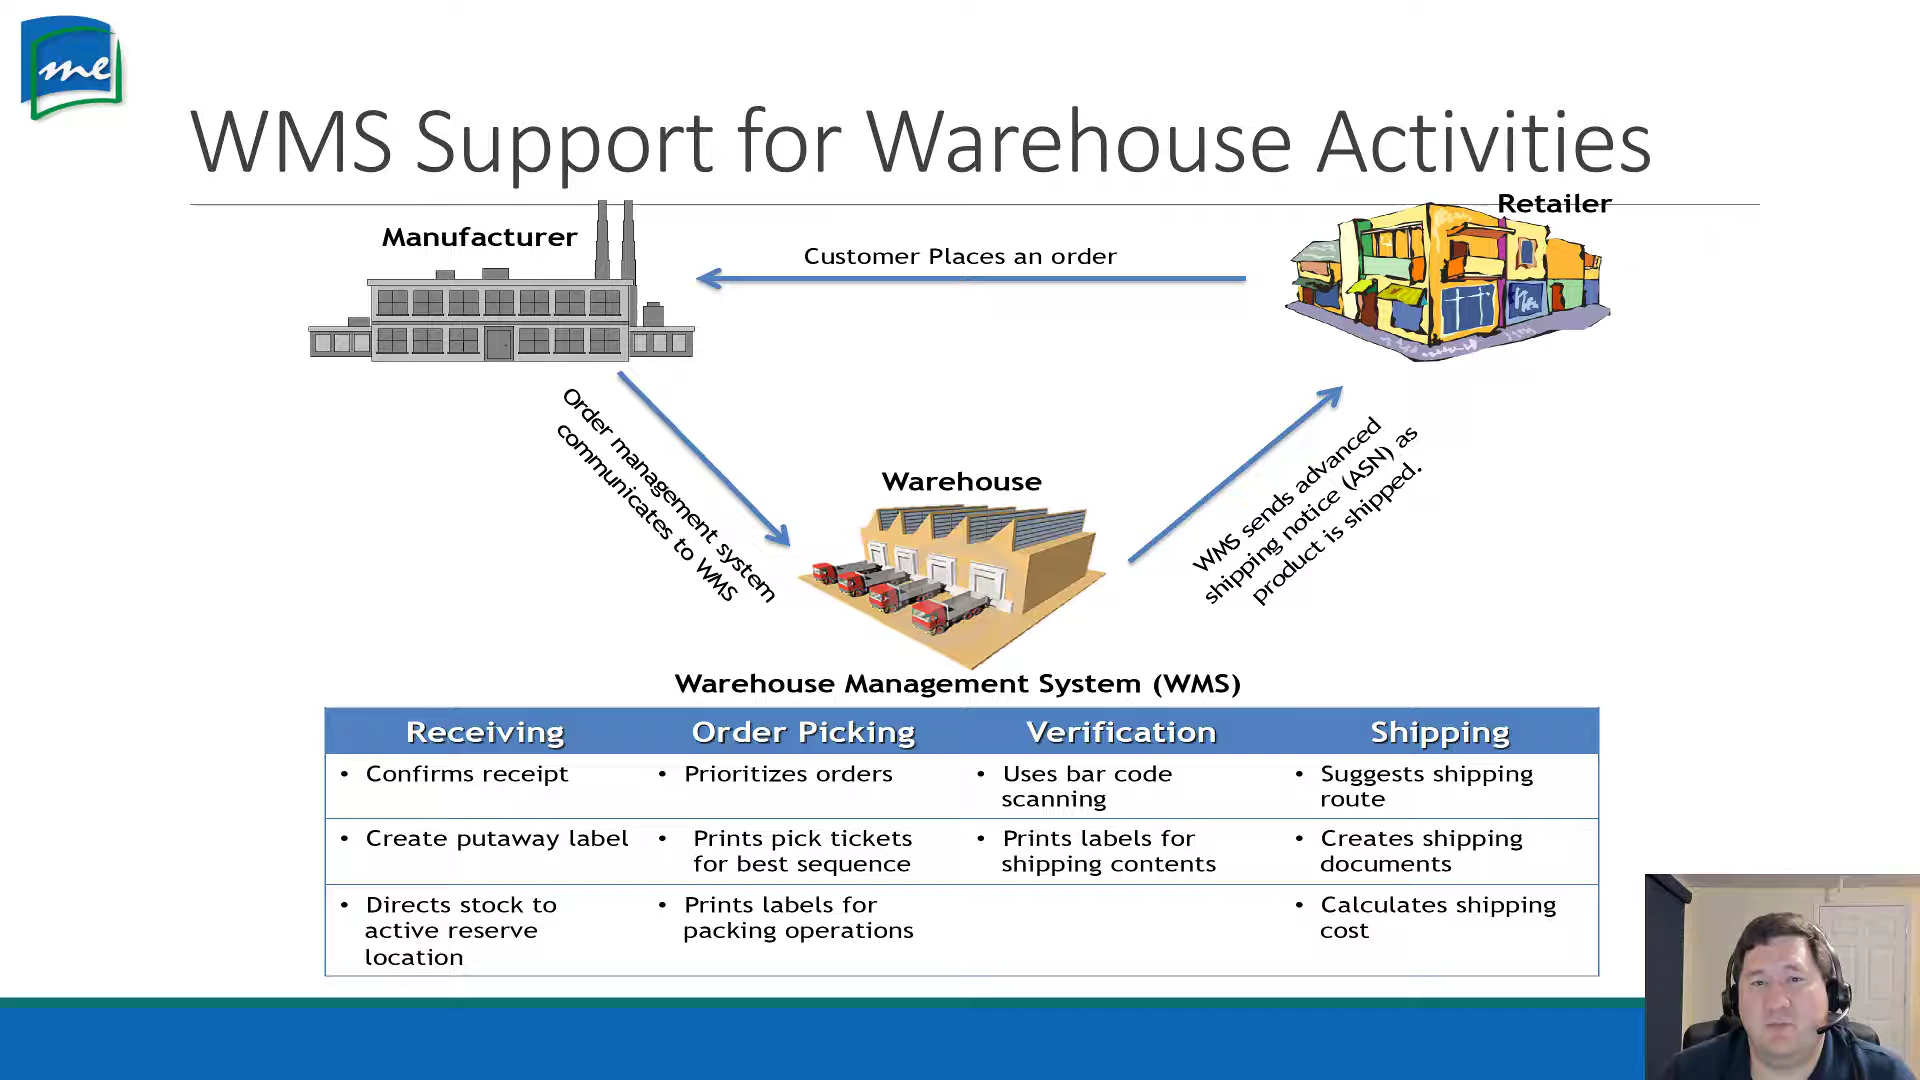 me
WMS Support for Warehouse Activities
Manufacturer
Retailer
Customer Places an order
Order management system
communicates to WMS
Warehouse
WMS sends advanced
shipping notice (ASN) as
product is shipped.
Warehouse Management System (WMS)
Receiving Order Picking Verification Shipping
• Confirms receipt
• Prioritizes orders
• Uses bar code
scanning
• Suggests shipping
route
• Create putaway label
• Prints pick tickets
for best sequence
• Prints labels for
shipping contents
• Creates shipping
documents
• Directs stock to
active reserve
location
• Prints labels for
packing operations
• Calculates shipping
cost